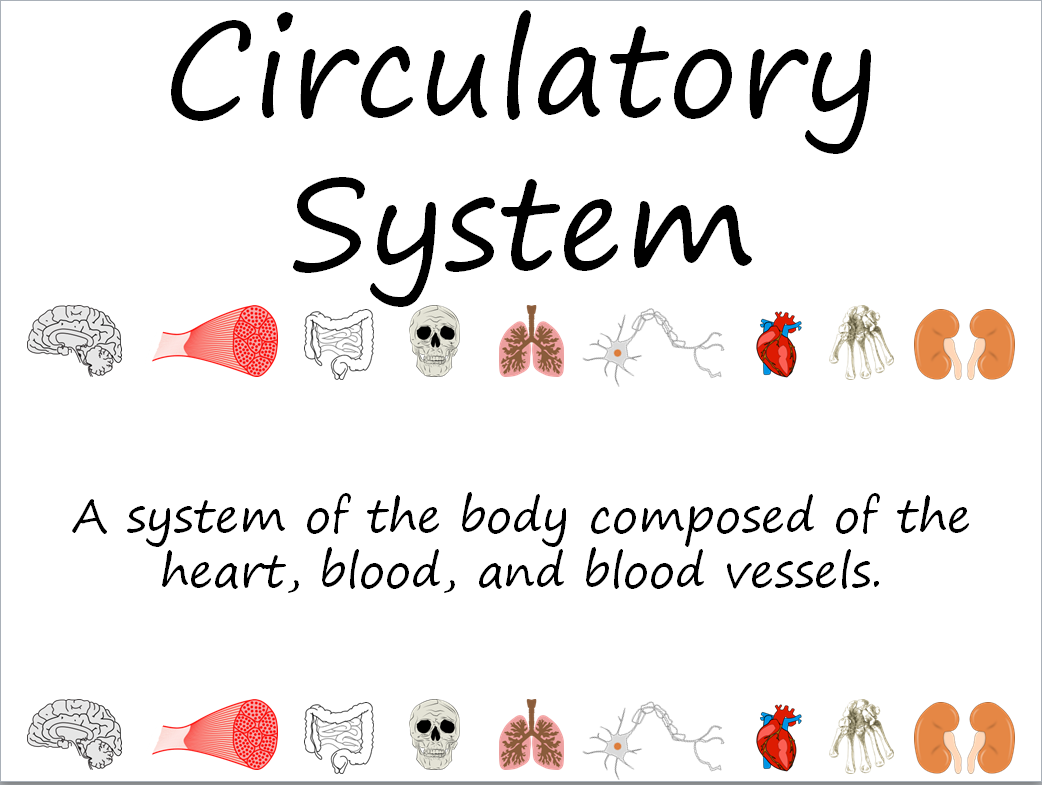 Circulatory
System
A system of the body composed of the
heart, blood, and blood vessels.